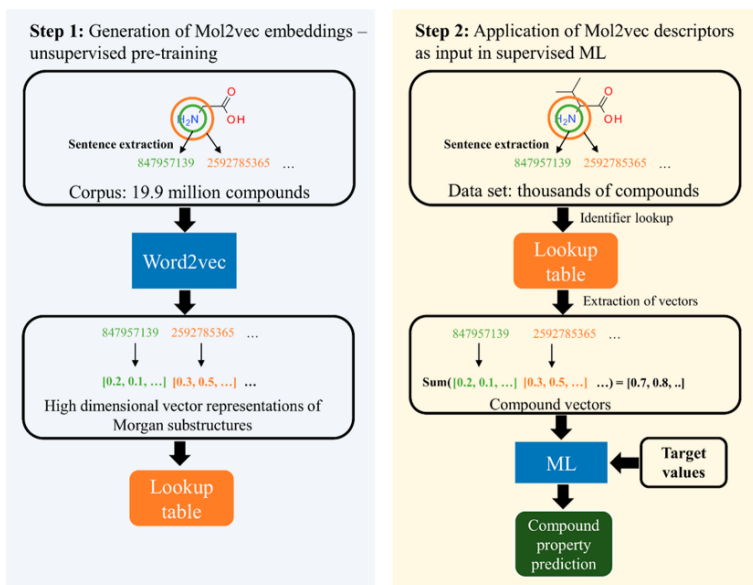 Step 1: Generation of Mol2vec embeddings –
unsupervised pre-training
O
H₂N
OH
Sentence extraction
847957139 2592785365 ...
Corpus: 19.9 million compounds
Word2vec
847957139 2592785365 ...
[0.2, 0.1, ...] [0.3, 0.5, ...] ...
High dimensional vector representations of
Morgan substructures
Lookup
table
Step 2: Application of Mol2vec descriptors
as input in supervised ML
O
H₂N
OH
Sentence extraction
847957139 2592785365 ...
Data set: thousands of compounds
Identifier lookup
Lookup
table
Extraction of vectors
847957139 2592785365 ...
Sum([0.2, 0.1, ...] [0.3, 0.5, ...] ...) = [0.7, 0.8, ..]
Compound vectors
ML
Target
values
Compound
property
prediction